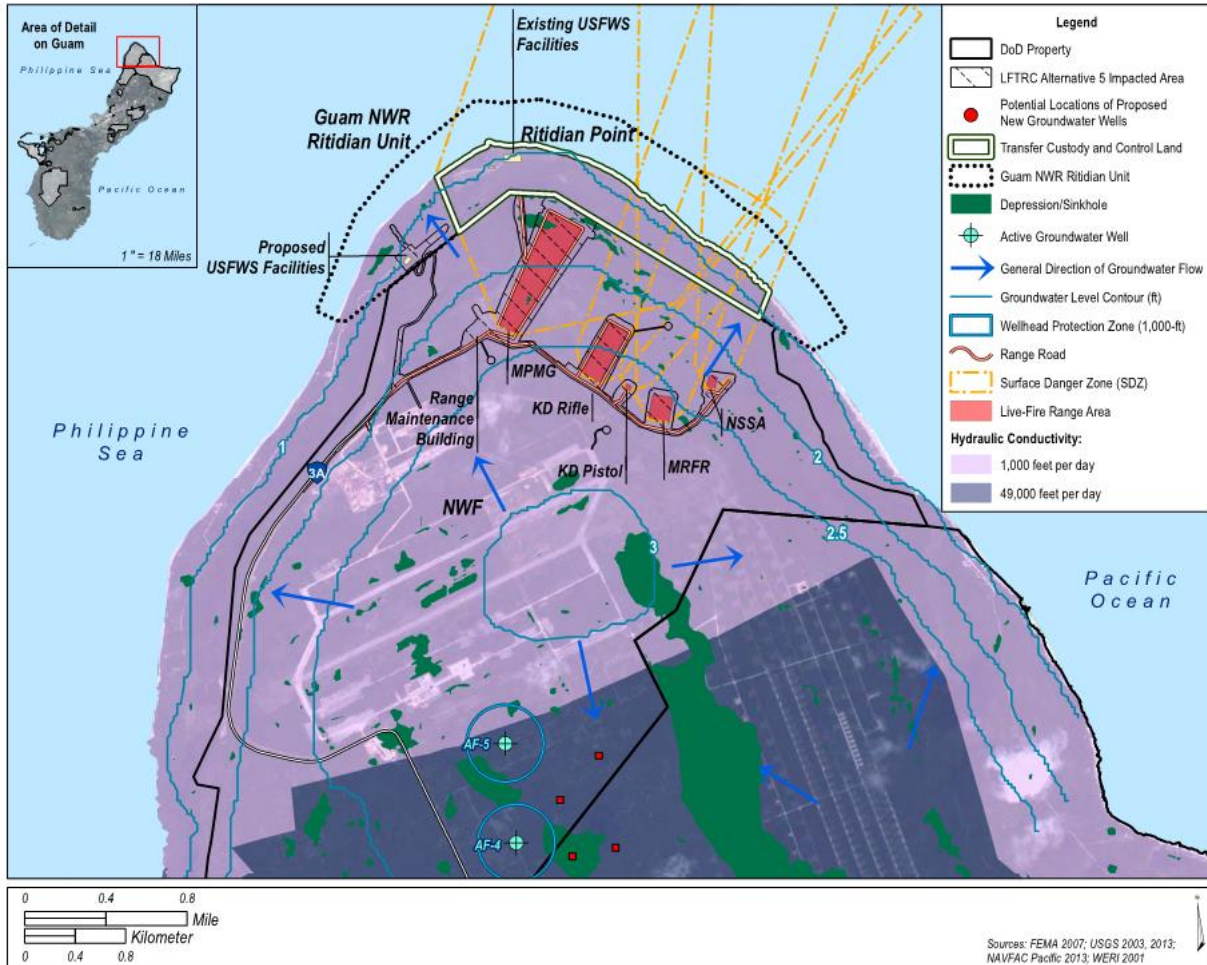 Area of Detail
on Guam
Philippine Sea
Pacific Ocean
1" = 18 Miles
Existing USFWS
Facilities
Guam NWR
Ritidian Unit
Ritidian Point
Proposed
USFWS Facilities
MPMG
Range
Maintenance
Building
KD Rifle
NSSA
KD Pistol
MRFR
Philippine
Sea
1
3A
NWF
2
2.5
3
Pacific
Ocean
AF-5
AF-4
Legend
DoD Property
LFTRC Alternative 5 Impacted Area
Potential Locations of Proposed
New Groundwater Wells
Transfer Custody and Control Land
Guam NWR Ritidian Unit
Depression/Sinkhole
Active Groundwater Well
General Direction of Groundwater Flow
Groundwater Level Contour (ft)
Wellhead Protection Zone (1,000-ft)
Range Road
Surface Danger Zone (SDZ)
Live-Fire Range Area
Hydraulic Conductivity:
1,000 feet per day
49,000 feet per day
0 0.4 0.8
Mile
Kilometer
0 0.4 0.8
N
Sources: FEMA 2007; USGS 2003, 2013;
NAVFAC Pacific 2013; WERI 2001